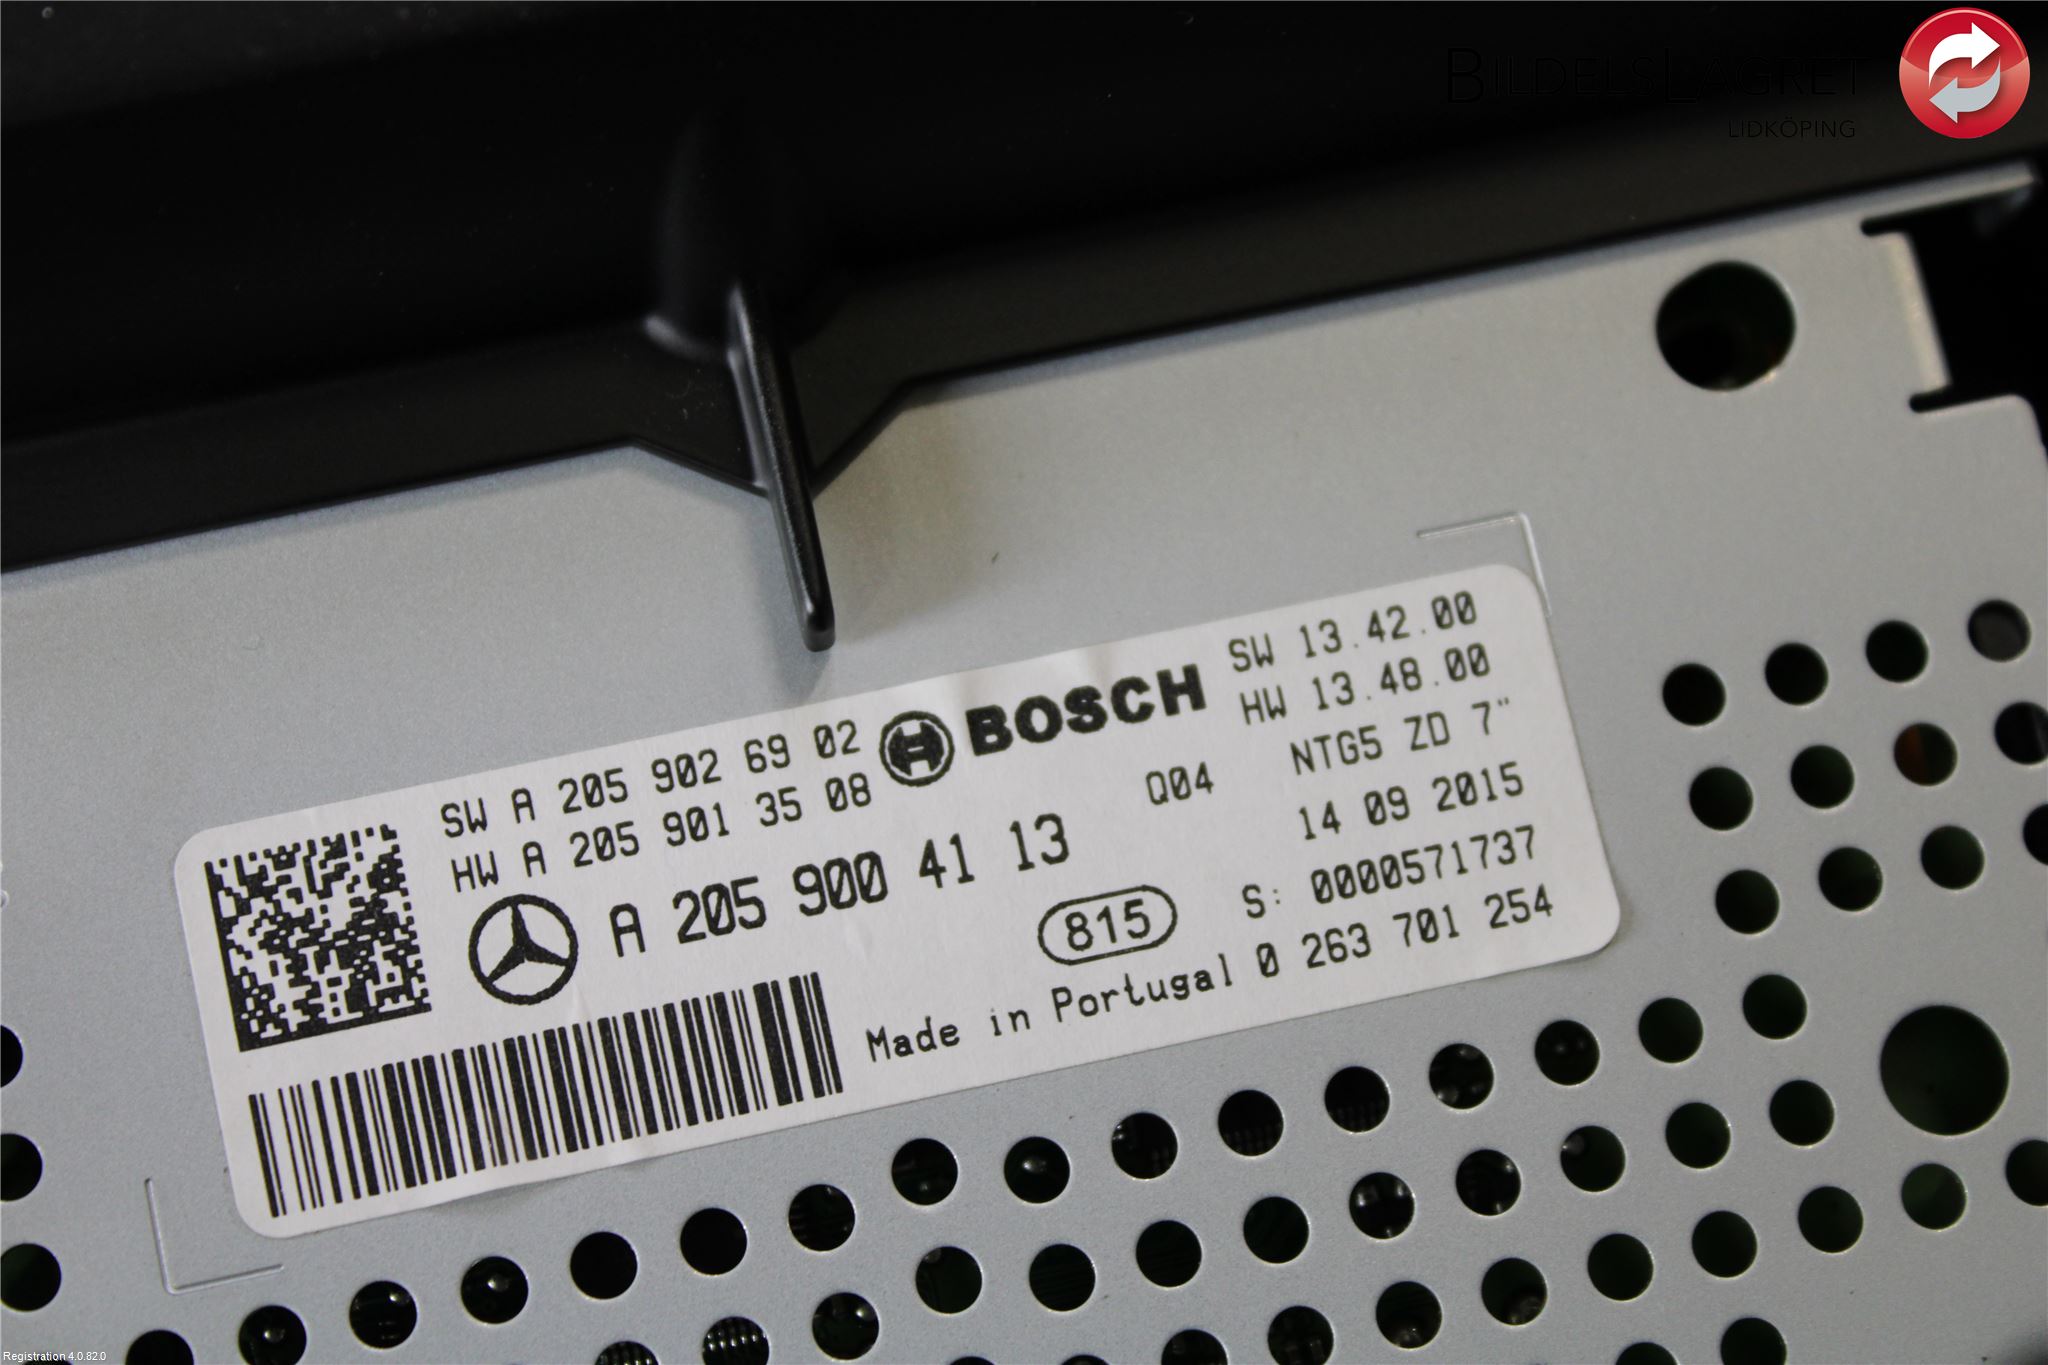 BILDELSLAGRET
LIDKÖPING
SW A 205 902 69 02
HW A 205 901 35 08
BOSCH
SW 13.42.00
HW 13.48.00
A 205 900 41 13
Q04
NTG5 ZD 7"
14 09 2015
815
S: 0000571737
Made in Portugal 0 263 701 254
Registration 4.0.82.0